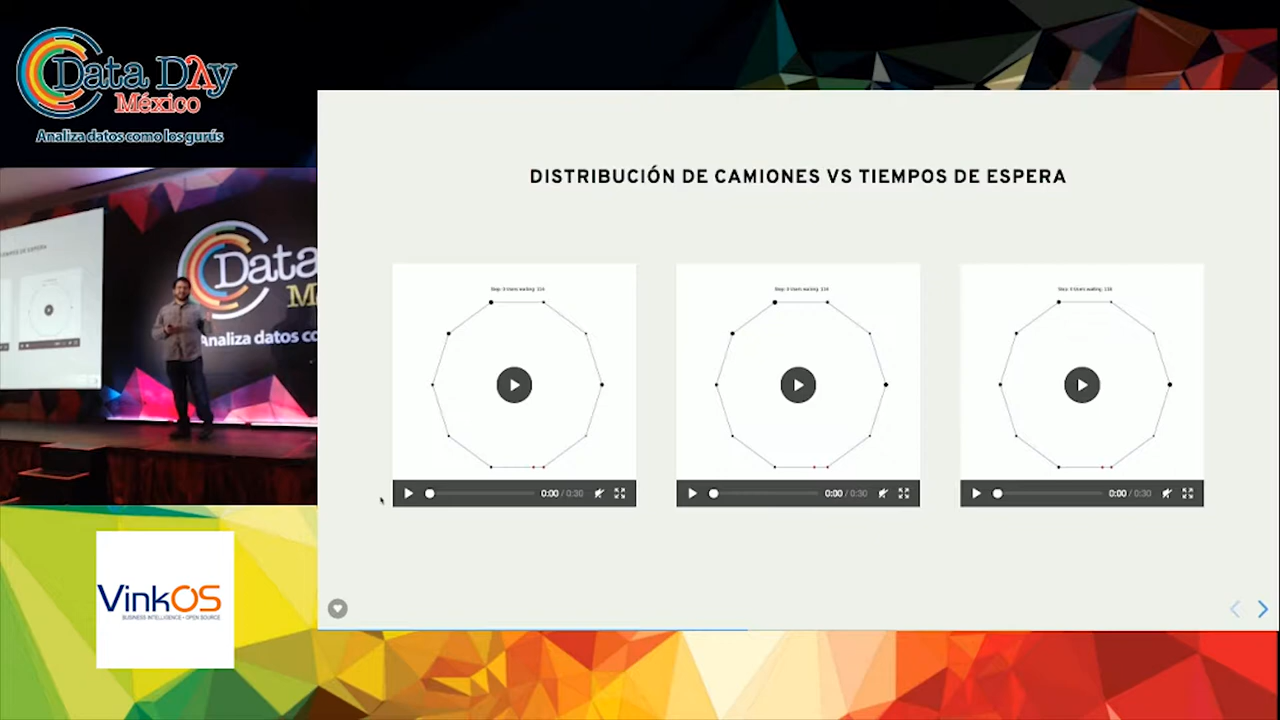 Data Day
México
Analiza datos como los gurús
DISTRIBUCIÓN DE CAMIONES VS TIEMPOS DE ESPERA
Data
M
Analiza datos co
0:00 / 0:30
0:00 / 0:30
0:00 / 0:30
VinkOS
BUSINESS INTELLIGENCE • OPEN SOURCE